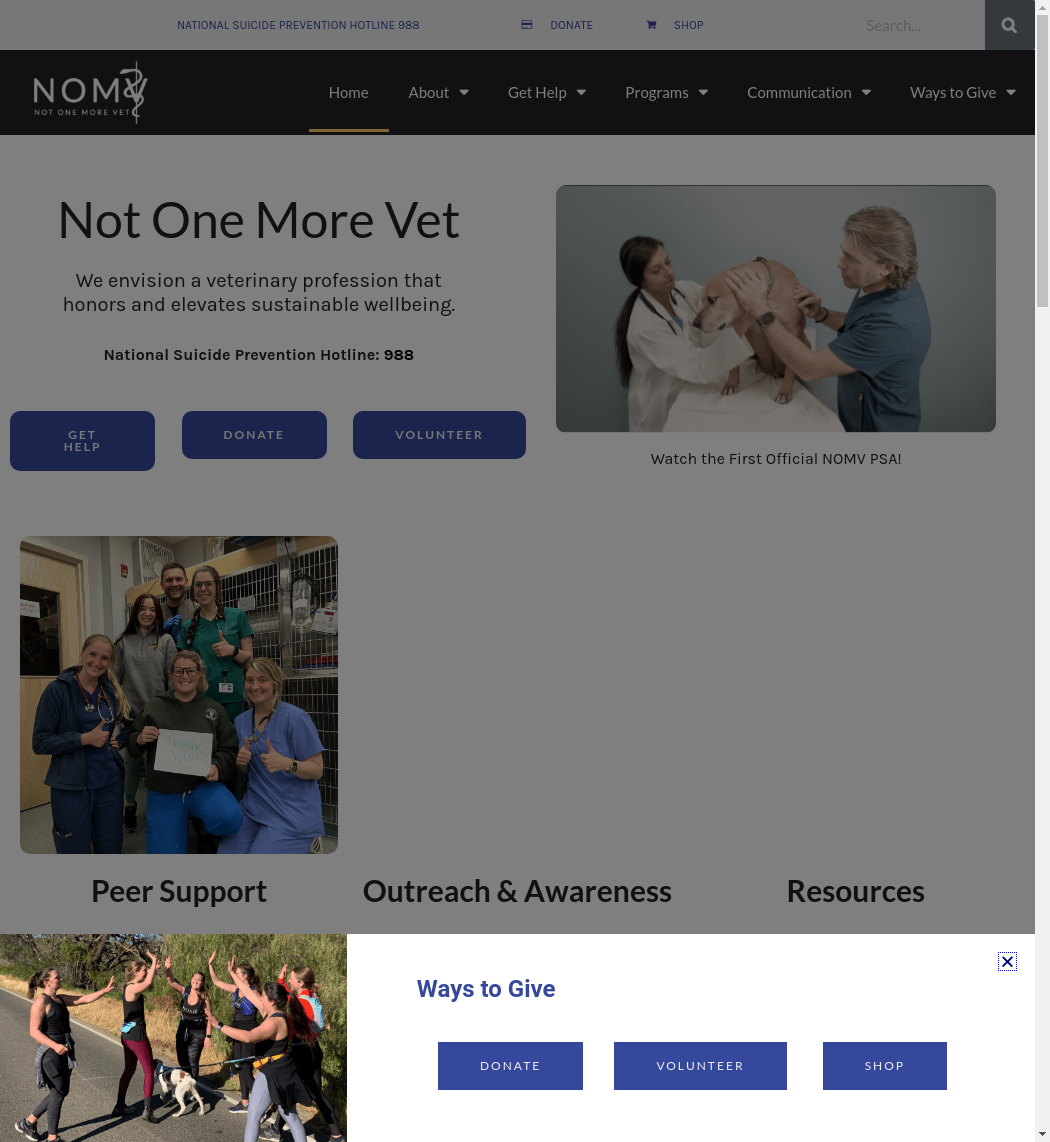 NATIONAL SUICIDE PREVENTION HOTLINE 988
DONATE
SHOP
Search...
NOMV
NOT ONE MORE VET
Home
About
Get Help
Programs
Communication
Ways to Give
Not One More Vet
We envision a veterinary profession that
honors and elevates sustainable wellbeing.
National Suicide Prevention Hotline: 988
GET
HELP
DONATE
VOLUNTEER
Watch the First Official NOMV PSA!
THANK
YOU!
Peer Support
Outreach & Awareness
Resources
Ways to Give
DONATE
VOLUNTEER
SHOP